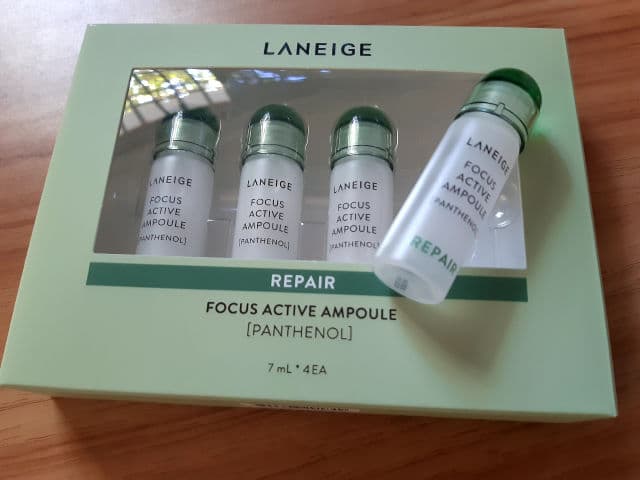 LANEIGE
LANEIGE
FOCUS
ACTIVE
AMPOULE
[PANTHENOL]
LANEIGE
FOCUS
ACTIVE
AMPOULE
[PANTHENOL]
LANEIGE
FOCUS
ACTIVE
AMPOULE
[PANTHENOL]
LANEIGE
FOCUS
ACTIVE
AMPOULE
[PANTHENOL]
REPAIR
REPAIR
FOCUS ACTIVE AMPOULE
[PANTHENOL]
7 mL * 4EA